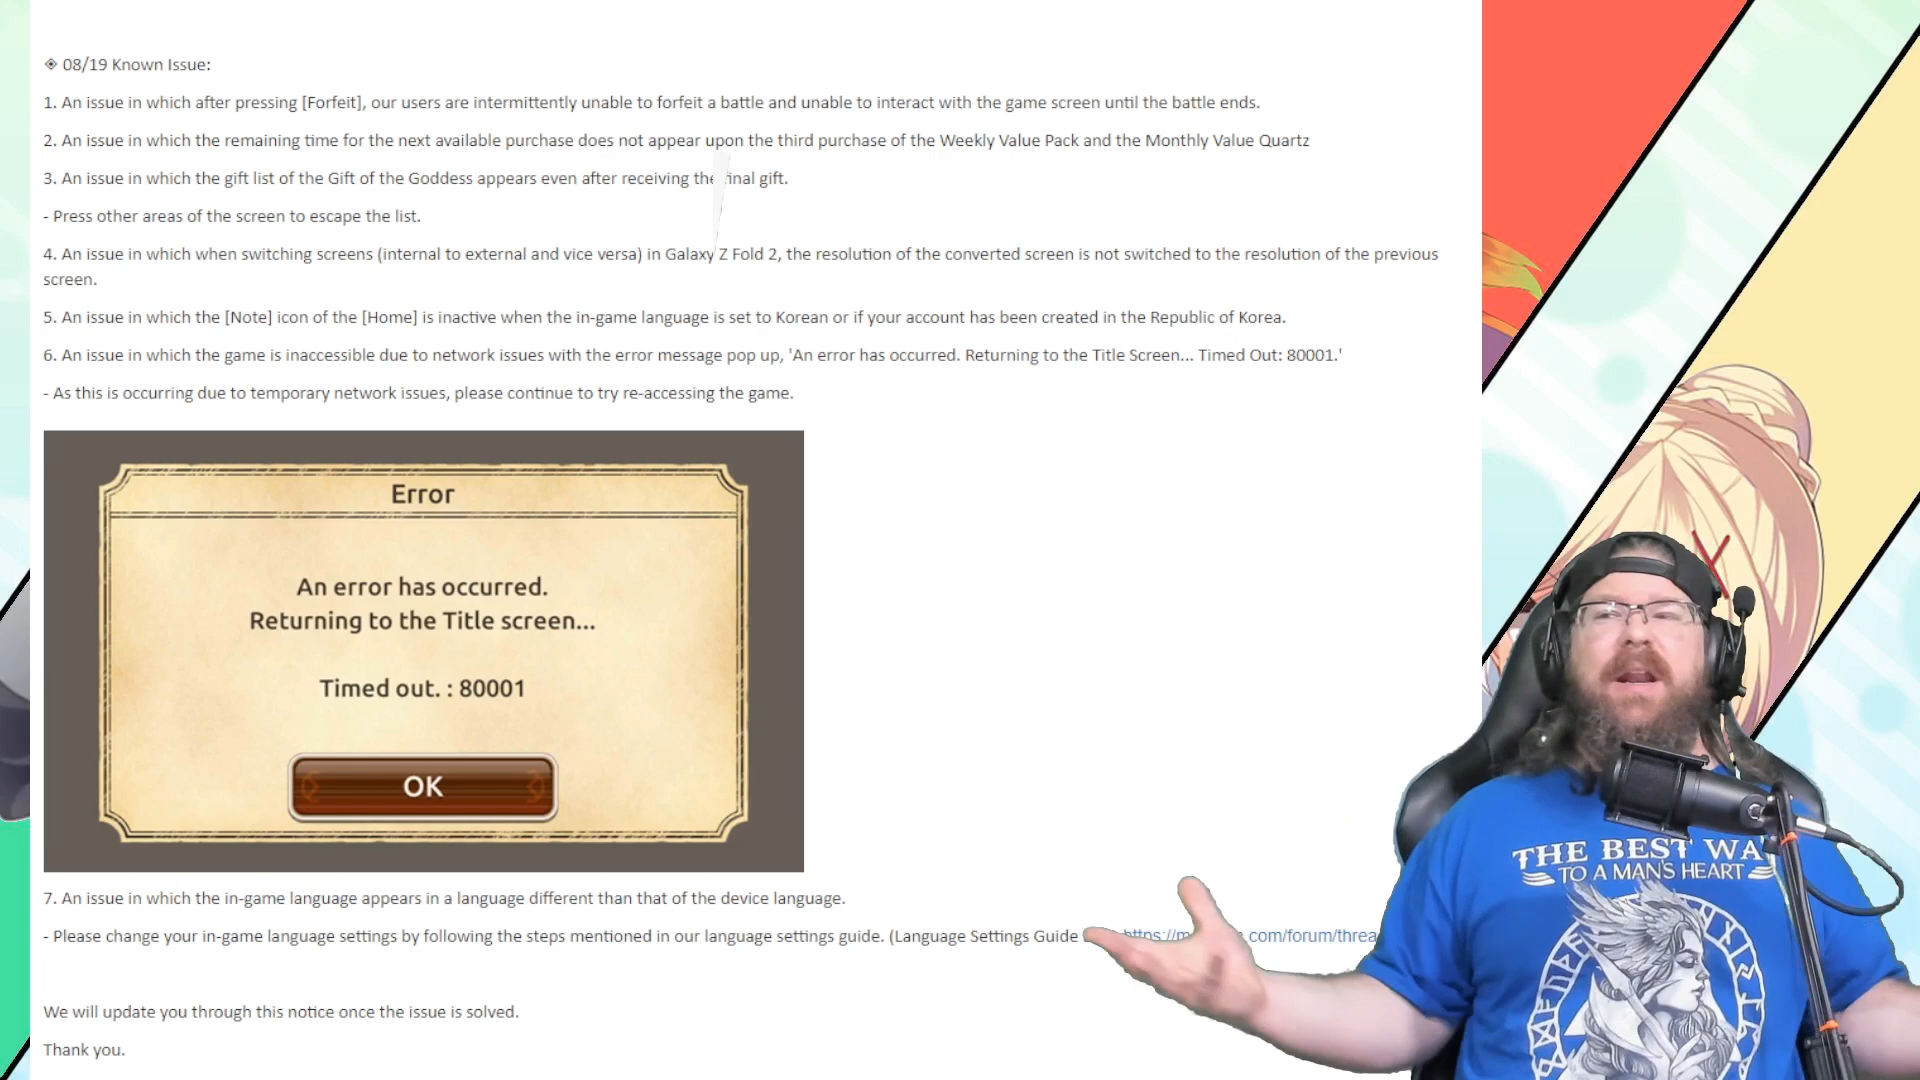 ◈ 08/19 Known Issue:
1. An issue in which after pressing [Forfeit], our users are intermittently unable to forfeit a battle and unable to interact with the game screen until the battle ends.
2. An issue in which the remaining time for the next available purchase does not appear upon the third purchase of the Weekly Value Pack and the Monthly Value Quartz
3. An issue in which the gift list of the Gift of the Goddess appears even after receiving the final gift.
- Press other areas of the screen to escape the list.
4. An issue in which when switching screens (internal to external and vice versa) in Galaxy Z Fold 2, the resolution of the converted screen is not switched to the resolution of the previous
screen.
5. An issue in which the [Note] icon of the [Home] is inactive when the in-game language is set to Korean or if your account has been created in the Republic of Korea.
6. An issue in which the game is inaccessible due to network issues with the error message pop up, 'An error has occurred. Returning to the Title Screen... Timed Out: 80001.'
- As this is occurring due to temporary network issues, please continue to try re-accessing the game.
Error
An error has occurred.
Returning to the Title screen...
Timed out. : 80001
OK
7. An issue in which the in-game language appears in a language different than that of the device language.
- Please change your in-game language settings by following the steps mentioned in our language settings guide. (Language Settings Guide https://m com/forum/threa
We will update you through this notice once the issue is solved.
Thank you.
THE BEST WA
TO A MAN'S HEART